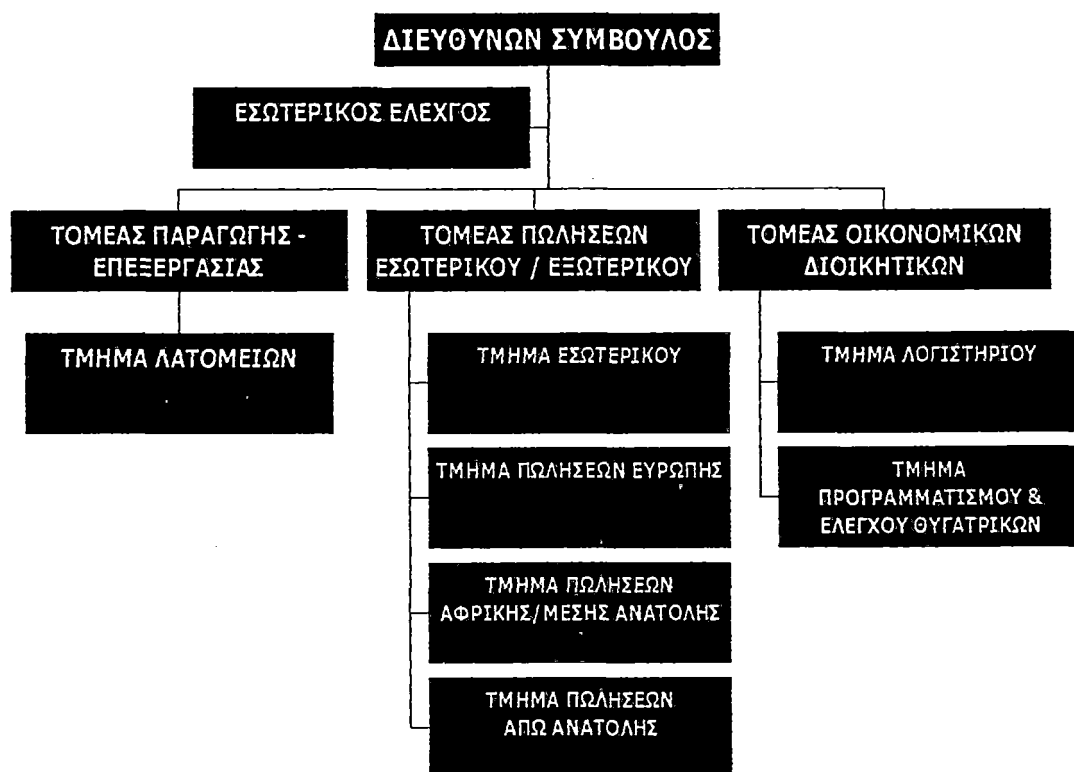 ΔΙΕΥΘΥΝΩΝ ΣΥΜΒΟΥΛΟΣ
ΕΣΩΤΕΡΙΚΟΣ ΕΛΕΧΓΟΣ
ΤΟΜΕΑΣ ΠΑΡΑΓΩΓΗΣ -
ΕΠΕΞΕΡΓΑΣΙΑΣ
ΤΜΗΜΑ ΛΑΤΟΜΕΙΩΝ
ΤΟΜΕΑΣ ΠΩΛΗΣΕΩΝ
ΕΣΩΤΕΡΙΚΟΥ / ΕΞΩΤΕΡΙΚΟΥ
ΤΜΗΜΑ ΕΣΩΤΕΡΙΚΟΥ
ΤΜΗΜΑ ΠΩΛΗΣΕΩΝ ΕΥΡΩΠΗΣ
ΤΜΗΜΑ ΠΩΛΗΣΕΩΝ
ΑΦΡΙΚΗΣ/ΜΕΣΗΣ ΑΝΑΤΟΛΗΣ
ΤΜΗΜΑ ΠΩΛΗΣΕΩΝ
ΑΠΩ ΑΝΑΤΟΛΗΣ
ΤΟΜΕΑΣ ΟΙΚΟΝΟΜΙΚΩΝ
ΔΙΟΙΚΗΤΙΚΩΝ
ΤΜΗΜΑ ΛΟΓΙΣΤΗΡΙΟΥ
ΤΜΗΜΑ
ΠΡΟΓΡΑΜΜΑΤΙΣΜΟΥ &
ΕΛΕΓΧΟΥ ΘΥΓΑΤΡΙΚΩΝ